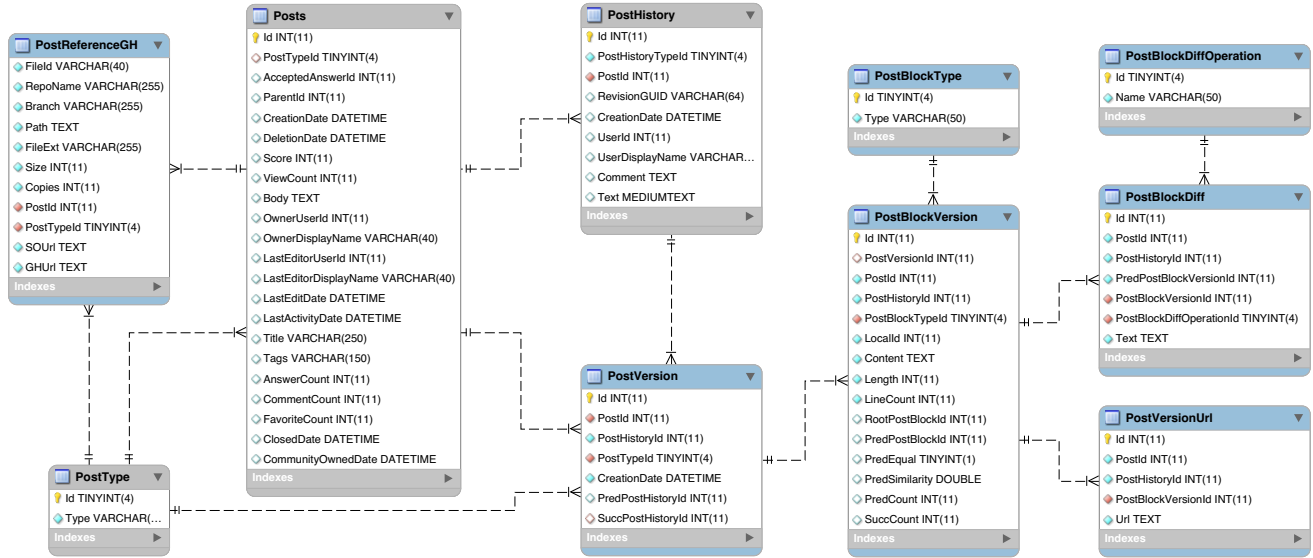 PostReferenceGH
FileId VARCHAR(40)
RepoName VARCHAR(255)
Branch VARCHAR(255)
Path TEXT
FileExt VARCHAR(255)
Size INT(11)
Copies INT(11)
PostId INT(11)
PostTypeId TINYINT(4)
SOUrl TEXT
GHUrl TEXT
Indexes
PostType
Id TINYINT(4)
Type VARCHAR(...
Indexes
Posts
Id INT(11)
PostTypeId TINYINT(4)
AcceptedAnswerId INT(11)
ParentId INT(11)
CreationDate DATETIME
DeletionDate DATETIME
Score INT(11)
ViewCount INT(11)
Body TEXT
OwnerUserId INT(11)
OwnerDisplayName VARCHAR(40)
LastEditorUserId INT(11)
LastEditorDisplayName VARCHAR(40)
LastEditDate DATETIME
LastActivityDate DATETIME
Title VARCHAR(250)
Tags VARCHAR(150)
AnswerCount INT(11)
CommentCount INT(11)
FavoriteCount INT(11)
ClosedDate DATETIME
CommunityOwnedDate DATETIME
Indexes
PostHistory
Id INT(11)
PostHistoryTypeId TINYINT(4)
PostId INT(11)
RevisionGUID VARCHAR(64)
CreationDate DATETIME
UserId INT(11)
UserDisplayName VARCHAR...
Comment TEXT
Text MEDIUMTEXT
Indexes
PostVersion
Id INT(11)
PostId INT(11)
PostHistoryId INT(11)
PostTypeId TINYINT(4)
CreationDate DATETIME
PredPostHistoryId INT(11)
SuccPostHistoryId INT(11)
Indexes
PostBlockType
Id TINYINT(4)
Type VARCHAR(50)
Indexes
PostBlockVersion
Id INT(11)
PostVersionId INT(11)
PostId INT(11)
PostHistoryId INT(11)
PostBlockTypeId TINYINT(4)
LocalId INT(11)
Content TEXT
Length INT(11)
LineCount INT(11)
RootPostBlockId INT(11)
PredPostBlockId INT(11)
PredEqual TINYINT(1)
PredSimilarity DOUBLE
PredCount INT(11)
SuccCount INT(11)
Indexes
PostBlockDiffOperation
Id TINYINT(4)
Name VARCHAR(50)
Indexes
PostBlockDiff
Id INT(11)
PostId INT(11)
PostHistoryId INT(11)
PredPostBlockVersionId INT(11)
PostBlockVersionId INT(11)
PostBlockDiffOperationId TINYINT(4)
Text TEXT
Indexes
PostVersionUrl
Id INT(11)
PostId INT(11)
PostHistoryId INT(11)
PostBlockVersionId INT(11)
Url TEXT
Indexes